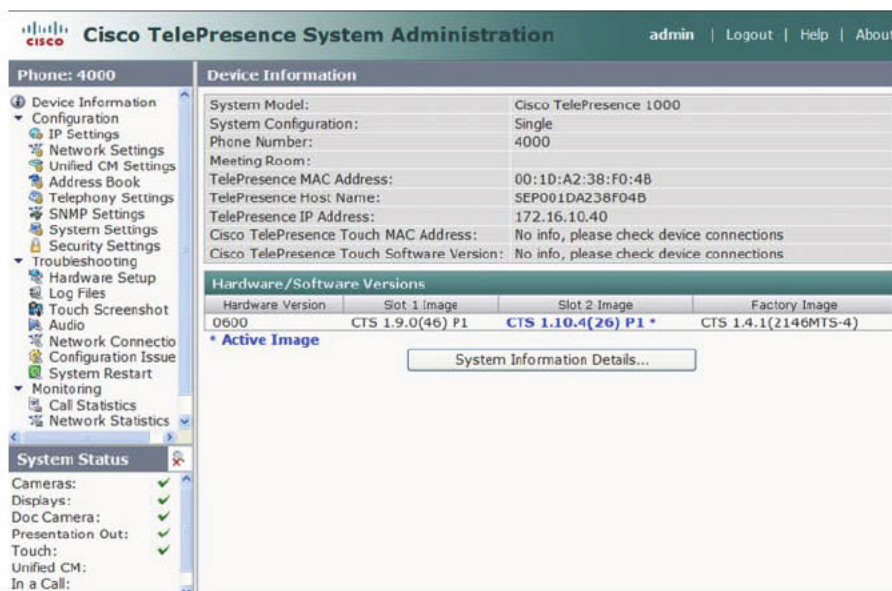 CISCO Cisco TelePresence System Administration admin | Logout | Help | About
Phone: 4000
Device Information
Configuration
IP Settings
Network Settings
Unified CM Settings
Address Book
Telephony Settings
SNMP Settings
System Settings
Security Settings
Troubleshooting
Hardware Setup
Log Files
Touch Screenshot
Audio
Network Connectio
Configuration Issue
System Restart
Monitoring
Call Statistics
Network Statistics
System Status
Cameras:
Displays:
Doc Camera:
Presentation Out:
Touch:
Unified CM:
In a Call:
Device Information
System Model: Cisco TelePresence 1000
System Configuration: Single
Phone Number: 4000
Meeting Room:
TelePresence MAC Address: 00:1D:A2:38:F0:4B
TelePresence Host Name: SEP001DA238F04B
TelePresence IP Address: 172.16.10.40
Cisco TelePresence Touch MAC Address: No info, please check device connections
Cisco TelePresence Touch Software Version: No info, please check device connections
Hardware/Software Versions
Hardware Version Slot 1 Image Slot 2 Image Factory Image
0600 CTS 1.9.0(46) P1 CTS 1.10.4(26) P1 * CTS 1.4.1(2146MTS-4)
* Active Image
System Information Details...